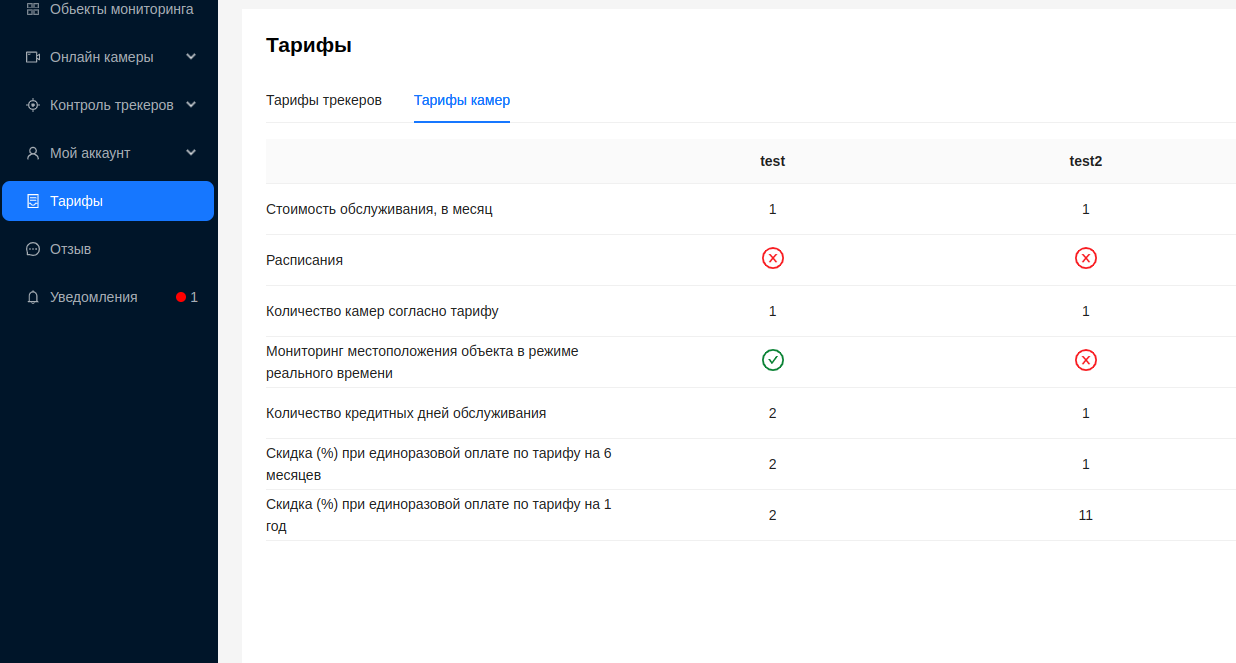 Обьекты мониторинга
Онлайн камеры
Контроль трекеров
Мой аккаунт
Тарифы
Отзыв
Уведомления 1
Тарифы
Тарифы трекеров Тарифы камер
test test2
Стоимость обслуживания, в месяц 1 1
Расписания
Количество камер согласно тарифу 1 1
Мониторинг местоположения объекта в режиме
реального времени
Количество кредитных дней обслуживания 2 1
Скидка (%) при единоразовой оплате по тарифу на 6
месяцев 2 1
Скидка (%) при единоразовой оплате по тарифу на 1
год 2 11